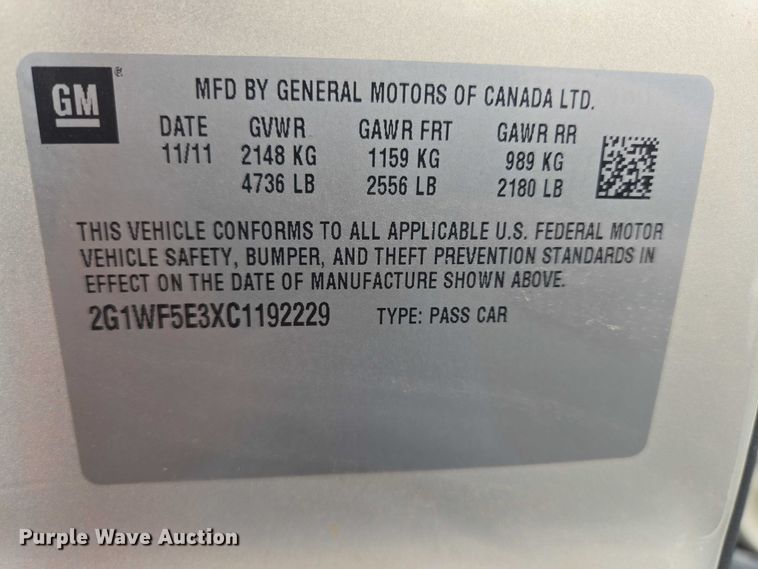 GM®
MFD BY GENERAL MOTORS OF CANADA LTD.
DATE GVWR GAWR FRT GAWR RR
11/11 2148 KG 1159 KG 989 KG
4736 LB 2556 LB 2180 LB
THIS VEHICLE CONFORMS TO ALL APPLICABLE U.S. FEDERAL MOTOR
VEHICLE SAFETY, BUMPER, AND THEFT PREVENTION STANDARDS IN
EFFECT ON THE DATE OF MANUFACTURE SHOWN ABOVE.
2G1WF5E3XC1192229 TYPE: PASS CAR
Purple Wave Auction